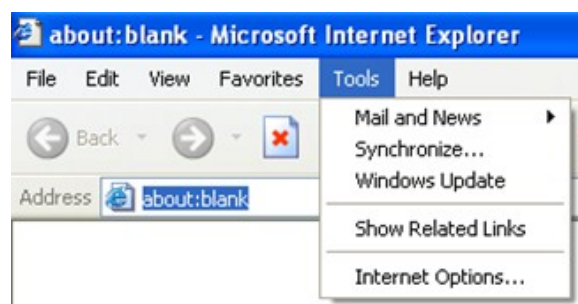 about:blank - Microsoft Internet Explorer
File Edit View Favorites Tools Help
Back
Address about:blank
Mail and News
Synchronize...
Windows Update
Show Related Links
Internet Options...